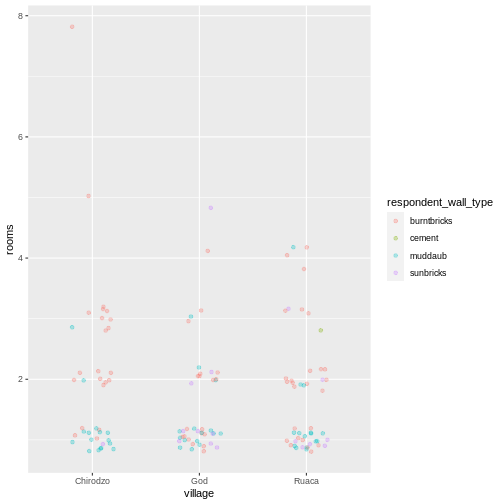 8
6
4
2
rooms
Chirodzo
God
Ruaca
village
respondent_wall_type
burntbricks
cement
muddaub
sunbricks